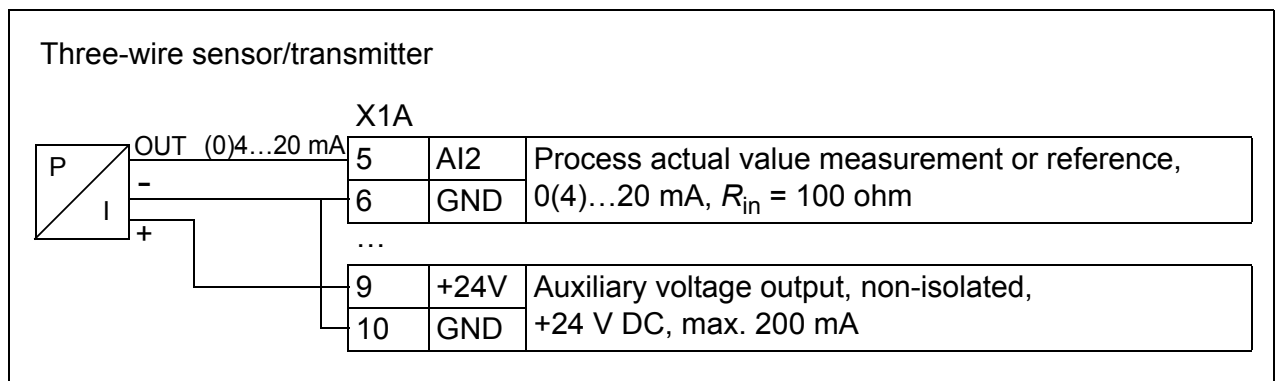 Three-wire sensor/transmitter
X1A
P
I
OUT (0)4…20 mA
-
+
5 AI2 Process actual value measurement or reference,
6 GND 0(4)…20 mA, Rin = 100 ohm
…
9 +24V Auxiliary voltage output, non-isolated,
10 GND +24 V DC, max. 200 mA